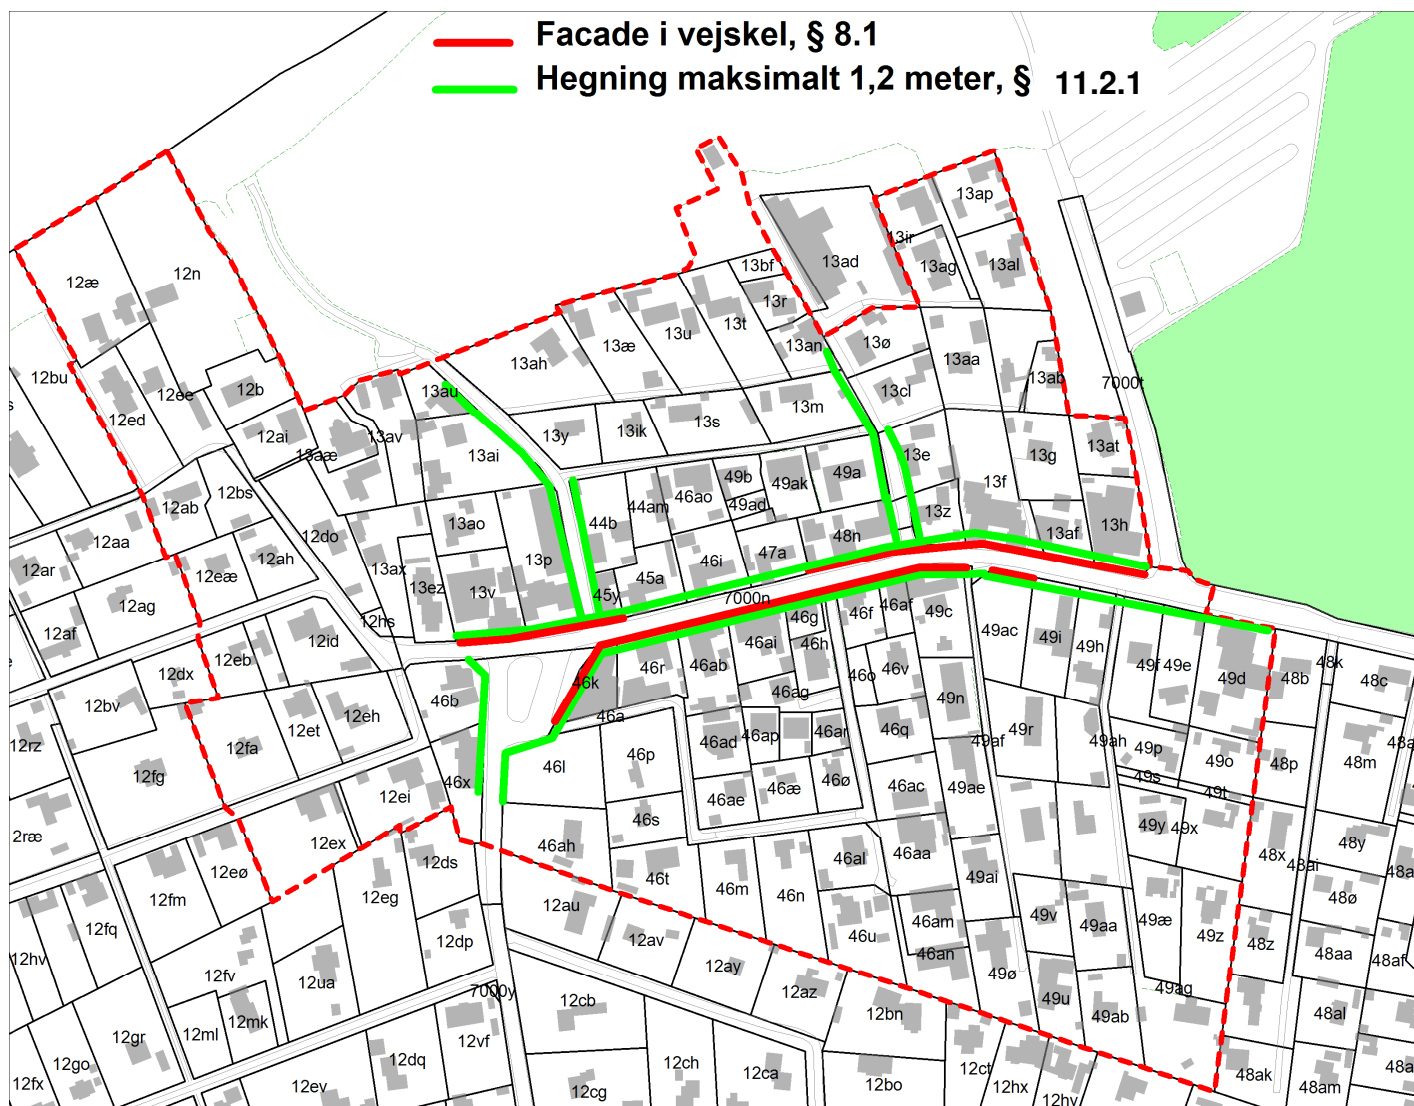 Facade i vejskel, § 8.1
Hegning maksimalt 1,2 meter, § 11.2.1
13ap
13ir
13ad
13ag
13al
12æ
12n
13bf
13r
13t
13u
13æ
13an
13ø
13ah
13aa
13ab
7000t
12bu
12ee
12b
12ed
13au
13cl
13m
13s
13ik
13y
12ai
13av
13aæ
13ai
13e
13g
13at
12bs
12ab
49b
49a
49ak
46ao
44am
49ad
44b
13f
13z
13ao
12do
13h
13af
12aa
12ah
12eæ
12ar
48n
47a
46i
45a
13p
13ax
13ez
13v
45y
12ag
12af
12hs
12id
7000n
46g
46f
46af
49c
49ac
49i
49h
46ai
46h
12eb
12dx
46r
46ab
46o
46v
49f
49e
48k
48c
49d
48b
46k
46ag
46b
12bv
12eh
12et
46a
49n
12fa
12rz
46ad
46ap
46ar
46q
49r
49af
49ah
49p
49o
48m
46p
46l
12fg
46x
12ei
49s
49t
48p
46ø
46æ
46ac
49ae
46ae
46s
2ræ
12ex
49y
49x
48y
48x
46ah
46al
46aa
12ds
12eø
12eg
46t
46m
46n
49ai
48ai
12fm
48ø
12au
12fq
49v
49aa
49æ
49z
46am
46u
12av
12dp
48z
48aa
48af
12hv
12fv
12ua
12ay
46an
49ø
12az
7000y
49u
49ag
12cb
12bn
49ab
48al
12ml
12mk
12gr
12vf
12go
12dq
12ch
12ca
12ct
12fx
12ev
12cg
12bo
12hx
12hy
48ak
48am